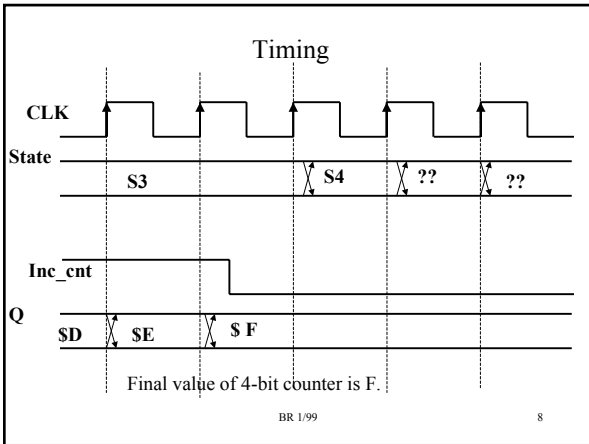 Timing
CLK
State
S3 S4 ?? ??
Inc_cnt
Q
$D $E $ F
Final value of 4-bit counter is F.
BR 1/99 8